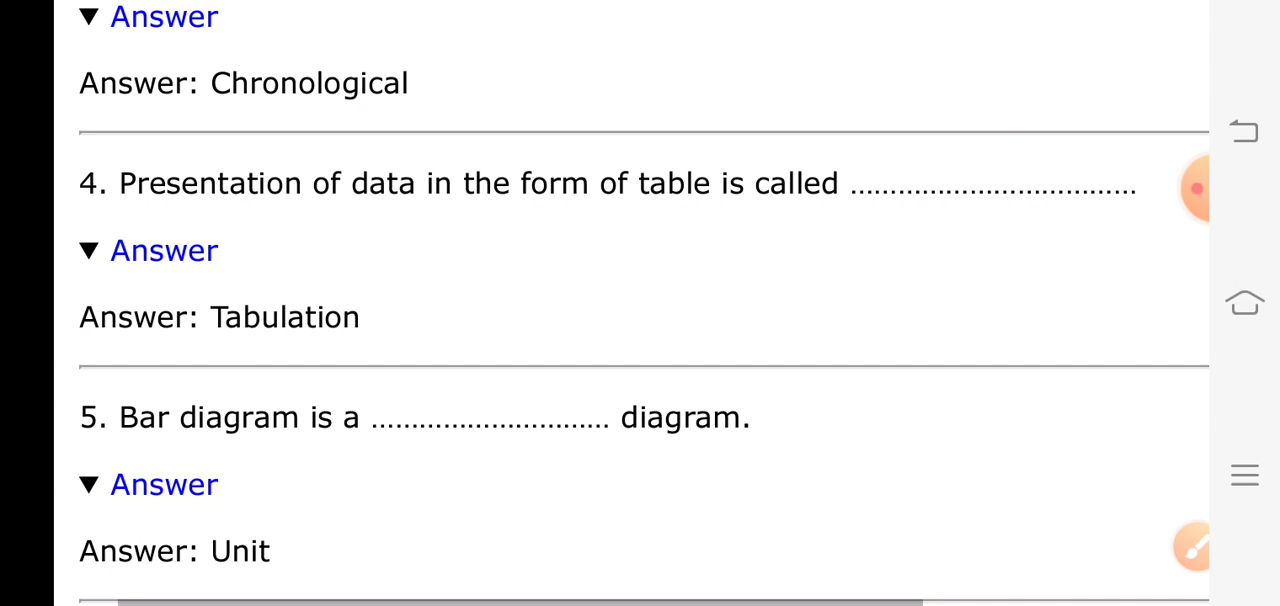 ▼ Answer
Answer: Chronological
4. Presentation of data in the form of table is called ....................................
▼ Answer
Answer: Tabulation
5. Bar diagram is a .............................. diagram.
▼ Answer
Answer: Unit